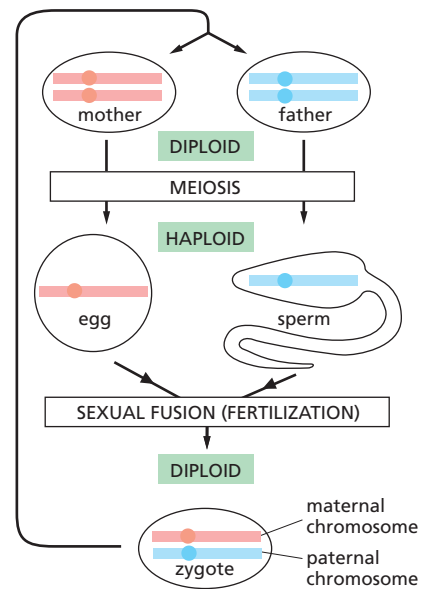 mother
father
DIPLOID
MEIOSIS
HAPLOID
egg
sperm
SEXUAL FUSION (FERTILIZATION)
DIPLOID
maternal
chromosome
zygote
paternal
chromosome